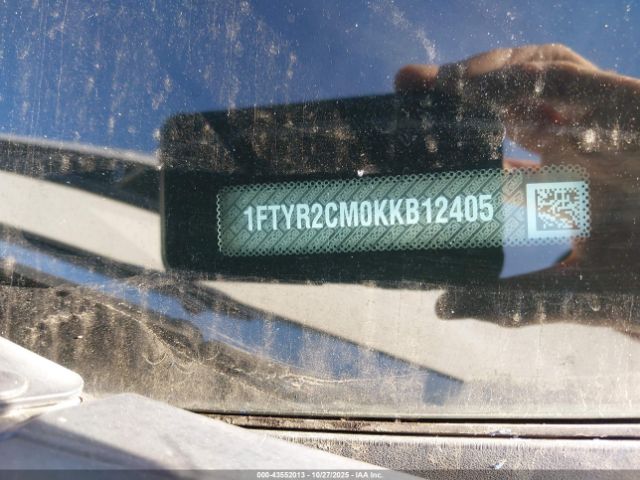 1FTYR2CM0KKB12405
000-43552013 | 10/27/2025 | IAA, Inc.